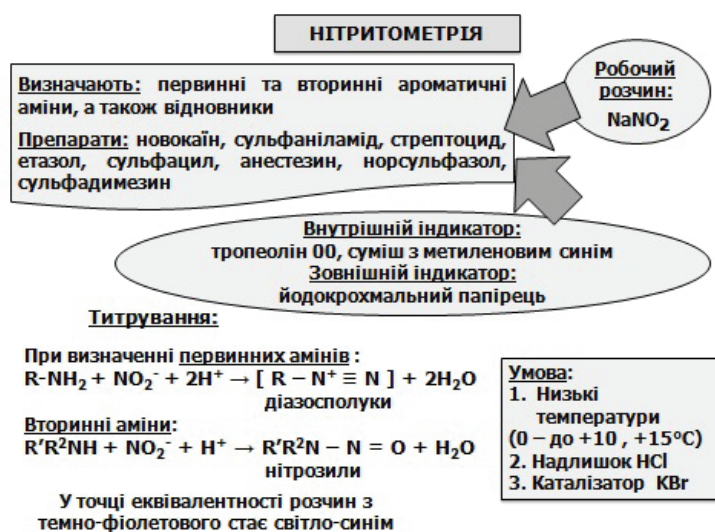 НІТРИТОМЕТРІЯ
Визначають: первинні та вторинні ароматичні
аміни, а також відновники
Препарати: новокаїн, сульфаніламід, стрептоцид,
етазол, сульфацил, анестезин, норсульфазол,
сульфадимезин
Робочий
розчин:
NaNO₂
Внутрішній індикатор:
тропеолін 00, суміш з метиленовим синім
Зовнішній індикатор:
йодокрохмальний папірець
Титрування:
При визначенні первинних амінів :
R-NH₂ + NO₂⁻ + 2H⁺ → [ R – N⁺ ≡ N ] + 2H₂O
діазосполуки
Вторинні аміни:
R′R²NH + NO₂⁻ + H⁺ → R′R²N – N = O + H₂O
нітрозили
У точці еквівалентності розчин з
темно-фіолетового стає світло-синім
Умова:
1. Низькі
температури
(0 – до +10 , +15°С)
2. Надлишок HCl
3. Каталізатор KBr